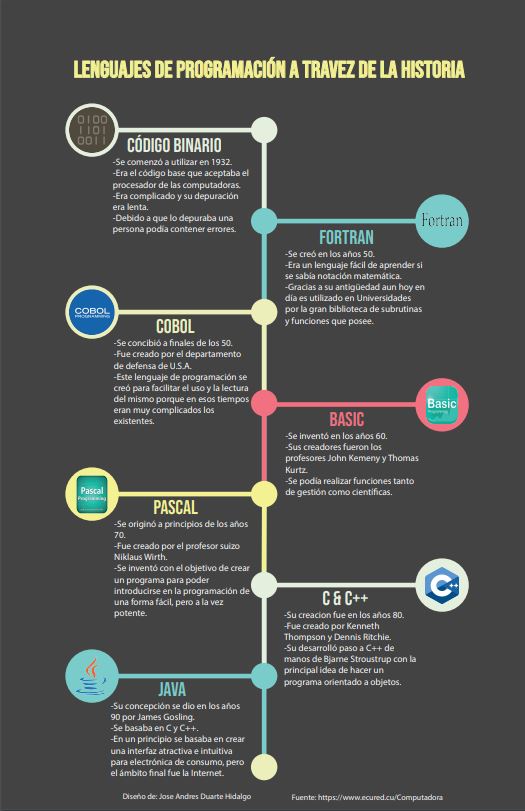 LENGUAJES DE PROGRAMACIÓN A TRAVEZ DE LA HISTORIA
0100
1101
0011
CÓDIGO BINARIO
-Se comenzó a utilizar en 1932.
-Era el código base que aceptaba el
procesador de las computadoras.
-Era complicado y su depuración
era lenta.
-Debido a que lo depuraba una
persona podía contener errores.
Fortran
FORTRAN
-Se creó en los años 50.
-Era un lenguaje fácil de aprender si
se sabía notación matemática.
-Gracias a su antigüedad aun hoy en
día es utilizado en Universidades
por la gran biblioteca de subrutinas
y funciones que posee.
COBOL
PROGRAMMING
COBOL
-Se concibió a finales de los 50.
-Fue creado por el departamento
de defensa de U.S.A.
-Este lenguaje de programación se
creó para facilitar el uso y la lectura
del mismo porque en esos tiempos
eran muy complicados los
existentes.
Basic
Programming
BASIC
-Se inventó en los años 60.
-Sus creadores fueron los
profesores John Kemeny y Thomas
Kurtz.
-Se podía realizar funciones tanto
de gestión como científicas.
Pascal
Programming
PASCAL
-Se originó a principios de los años
70.
-Fue creado por el profesor suizo
Niklaus Wirth.
-Se inventó con el objetivo de crear
un programa para poder
introducirse en la programación de
una forma fácil, pero a la vez
potente.
C++
C & C++
-Su creacion fue en los años 80.
-Fue creado por Kenneth
Thompson y Dennis Ritchie.
-Su desarrolló paso a C++ de
manos de Bjarne Stroustrup con la
principal idea de hacer un
programa orientado a objetos.
Java
JAVA
-Su concepción se dio en los años
90 por James Gosling.
-Se basaba en C y C++.
-En un principio se basaba en crear
una interfaz atractiva e intuitiva
para electrónica de consumo, pero
el ámbito final fue la Internet.
Diseño de: Jose Andres Duarte Hidalgo
Fuente: https://www.ecured.cu/Computadora